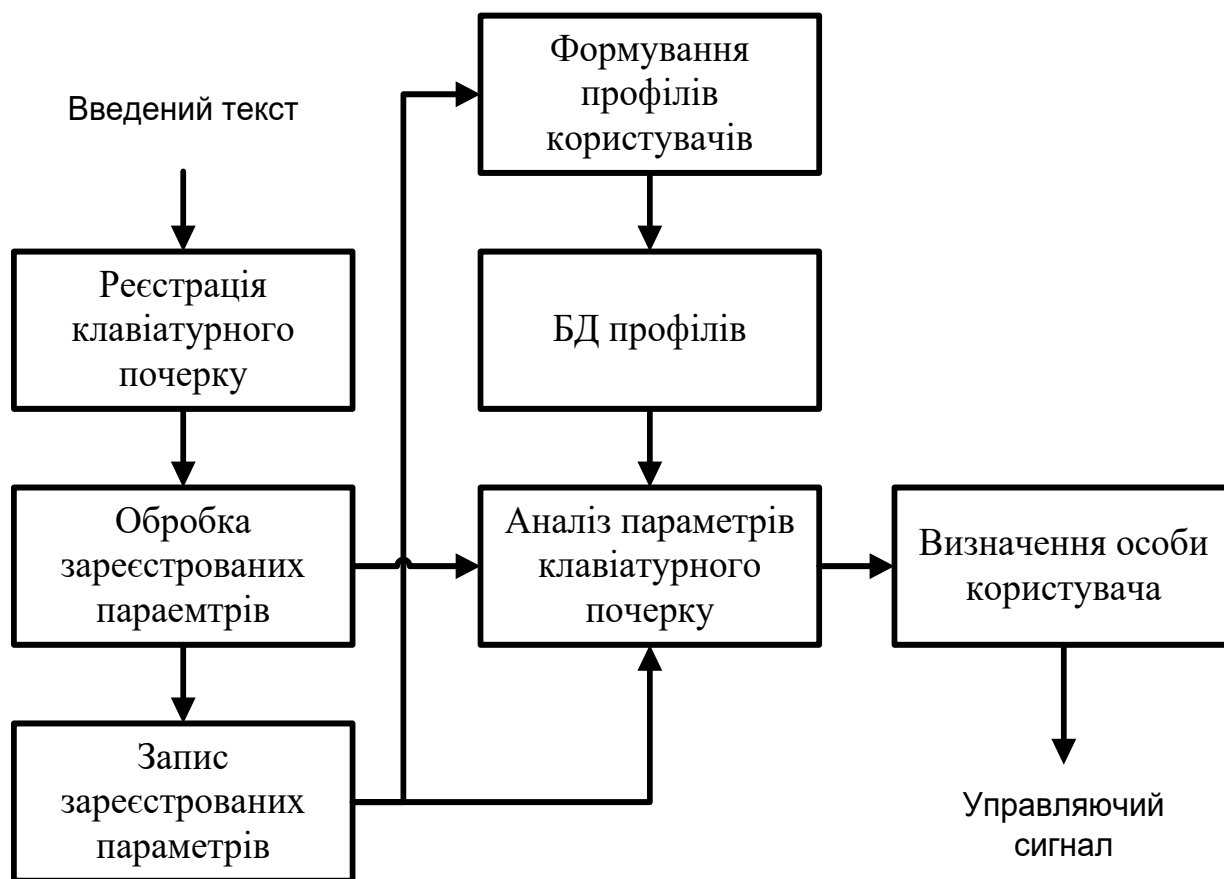 Введений текст
Реєстрація
клавіатурного
почерку
Обробка
зареєстрованих
параемтрів
Запис
зареєстрованих
параметрів
Формування
профілів
користувачів
БД профілів
Аналіз параметрів
клавіатурного
почерку
Визначення особи
користувача
Управляючий
сигнал